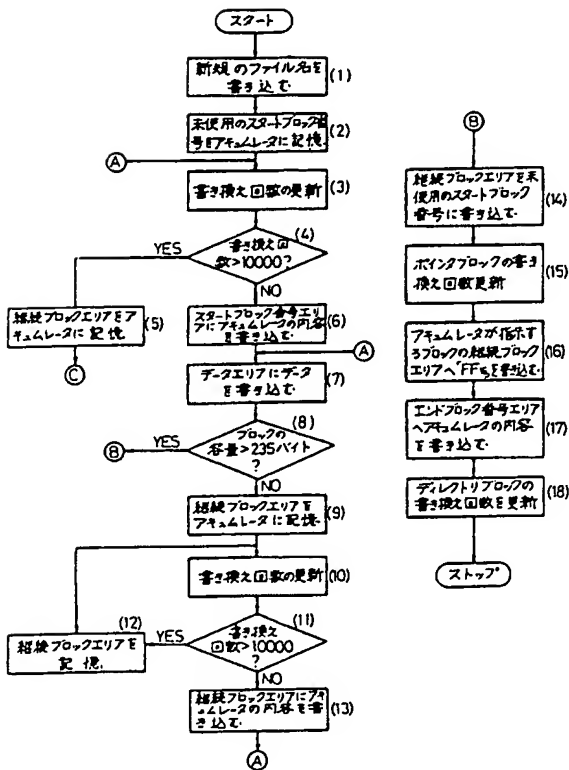 スタート
新規のファイル名を
書き込む
(1)
未使用のスタートブロック番
号をアキュムレータに記憶.
(2)
A
書き換え回数の更新
(3)
(4)
書き換え回
数>10000?
YES
NO
継続ブロックエリアをア
キュムレータに記憶.
(5)
C
スタートブロック番号エリ
アにアキュムレータの内容
を書き込む.
(6)
A
データエリアにデータ
を書き込む
(7)
(8)
ブロックの
容量>235バイト
?
YES
B
NO
継続ブロックエリアを
アキュムレータに記憶.
(9)
書き換え回数の更新
(10)
(11)
書き換え
回数>10000
?
YES
(12)
継続ブロックエリアを
記憶.
NO
継続ブロックエリアにアキ
ュムレータの内容を書
き込む.
(13)
A
B
継続ブロックエリアを未
使用のスタートブロック
番号に書き込む.
(14)
ポインタブロックの書き
換え回数更新
(15)
アキュムレータが指示す
るブロックの継続ブロック
エリアへ「FF」を書き込む.
(16)
エンドブロック番号エリア
へアキュムレータの内容
を書き込む.
(17)
ディレクトリブロックの
書き換え回数を更新
(18)
ストップ